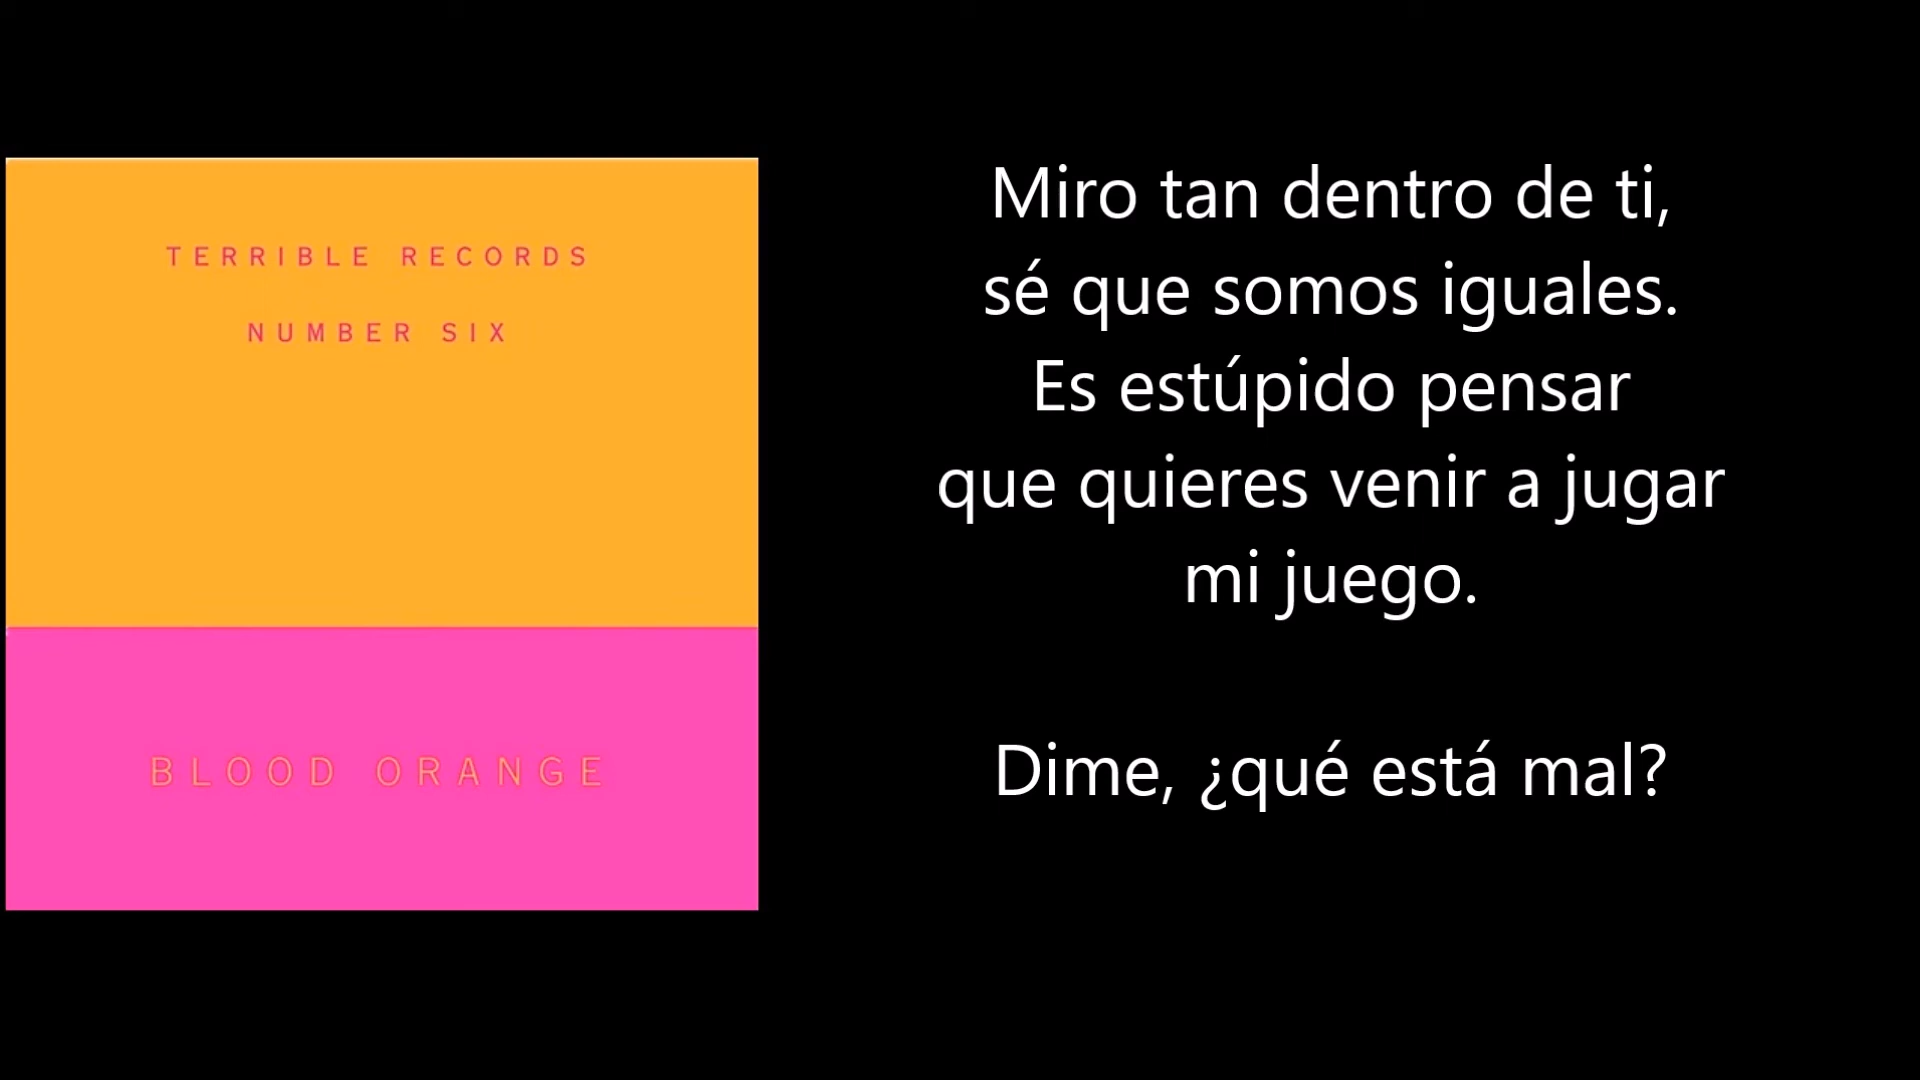 TERRIBLE RECORDS
NUMBER SIX
BLOOD ORANGE
Miro tan dentro de ti,
sé que somos iguales.
Es estúpido pensar
que quieres venir a jugar
mi juego.
Dime, ¿qué está mal?